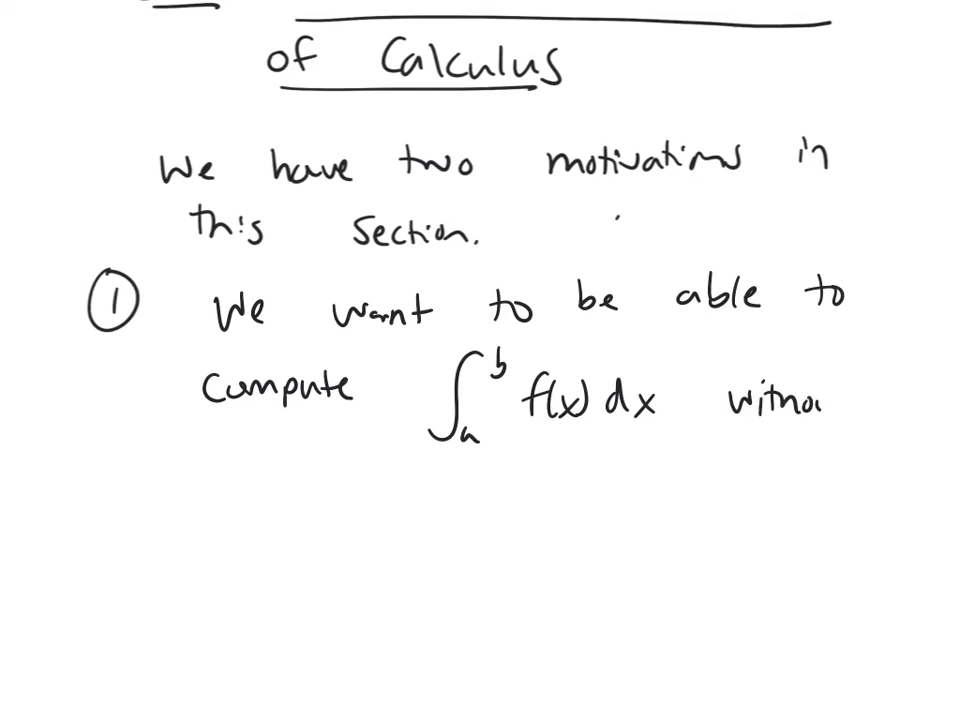 of Calculus
We have two motivations in
this section.
① We want to be able to
compute ∫_a^b f(x) dx